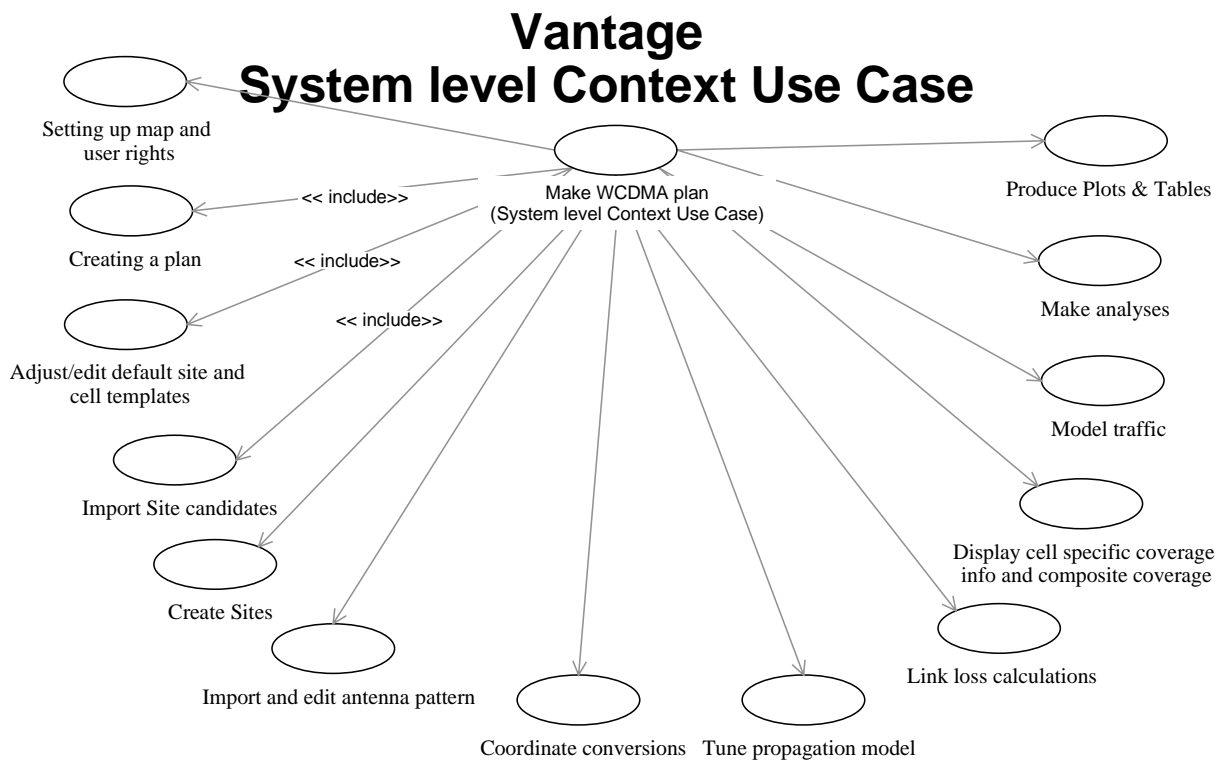 Vantage
System level Context Use Case
Setting up map and
user rights
Make WCDMA plan
(System level Context Use Case)
Produce Plots & Tables
<< include>>
Creating a plan
<< include>>
Make analyses
<< include>>
Adjust/edit default site and
cell templates
Model traffic
Import Site candidates
Display cell specific coverage
info and composite coverage
Create Sites
Link loss calculations
Import and edit antenna pattern
Coordinate conversions
Tune propagation model